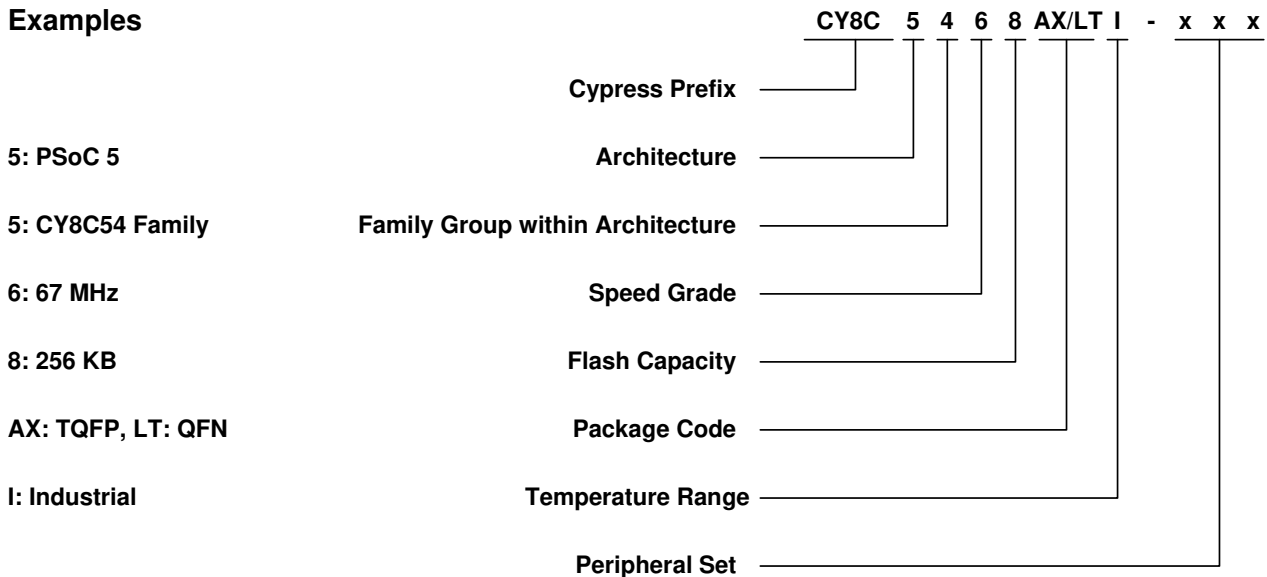 Examples CY8C 5 4 6 8 AX/LT I - x x x
Cypress Prefix
5: PSoC 5 Architecture
5: CY8C54 Family Family Group within Architecture
6: 67 MHz Speed Grade
8: 256 KB Flash Capacity
AX: TQFP, LT: QFN Package Code
I: Industrial Temperature Range
Peripheral Set